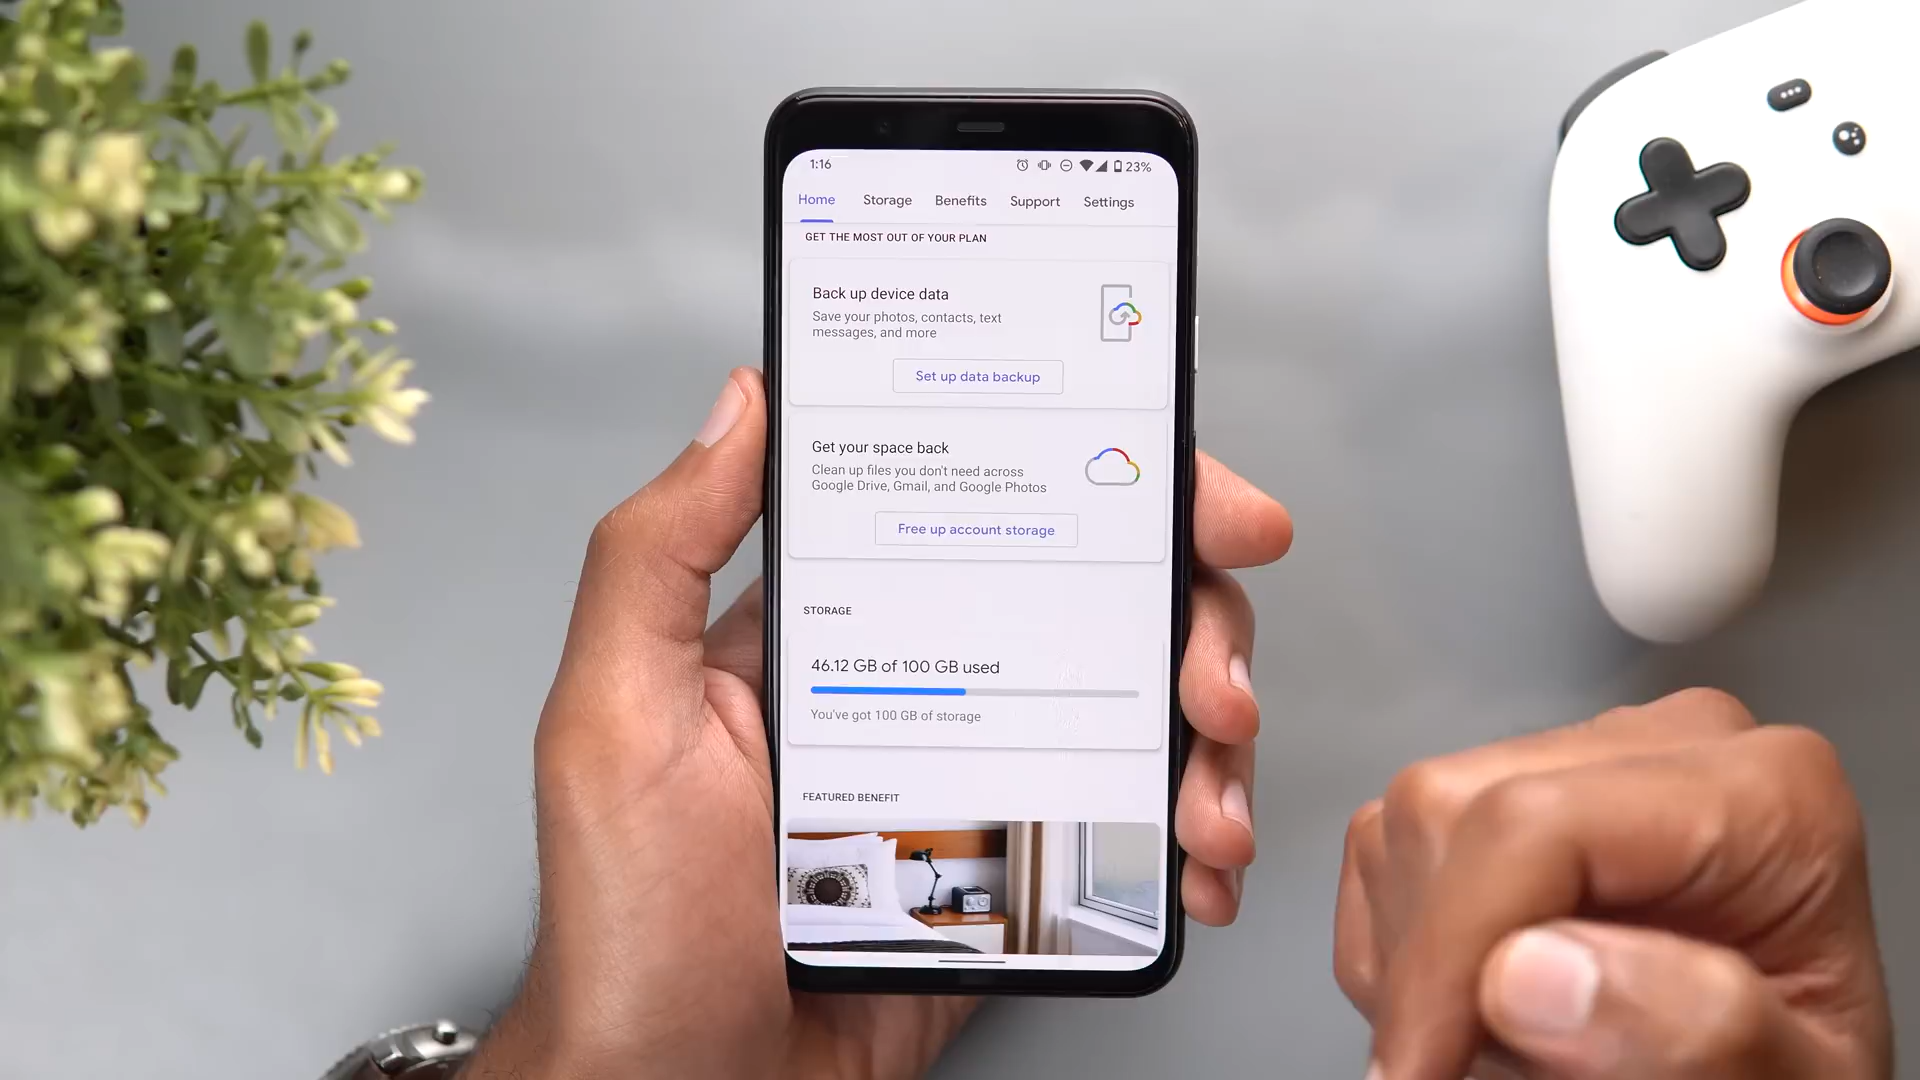 1:16 23%
Home Storage Benefits Support Settings
GET THE MOST OUT OF YOUR PLAN
Back up device data
Save your photos, contacts, text
messages, and more
Set up data backup
Get your space back
Clean up files you don't need across
Google Drive, Gmail, and Google Photos
Free up account storage
STORAGE
46.12 GB of 100 GB used
You've got 100 GB of storage
FEATURED BENEFIT